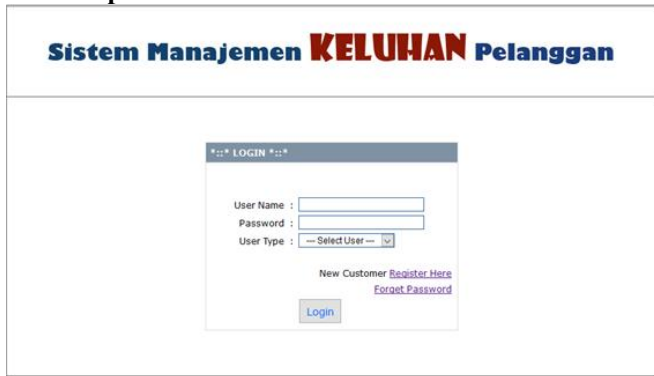 Sistem Manajemen KELUHAN Pelanggan
*::* LOGIN *::*
User Name :
Password :
User Type : --- Select User ---
New Customer Register Here
Forget Password
Login